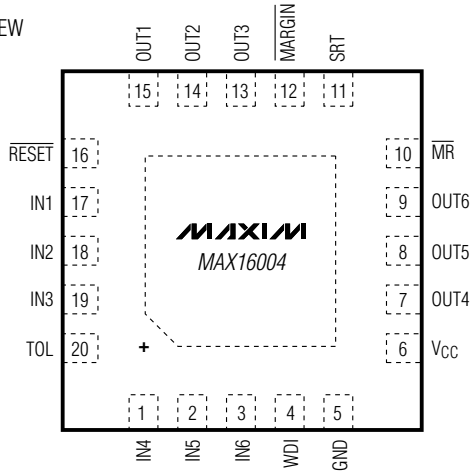 EW
OUT1
OUT2
OUT3
MARGIN
SRT
15
14
13
12
11
RESET 16
10 MR
IN1 17
9 OUT6
MAXIM
IN2 18
8 OUT5
MAX16004
IN3 19
7 OUT4
TOL 20
+
6 VCC
1
2
3
4
5
IN4
IN5
IN6
WDI
GND